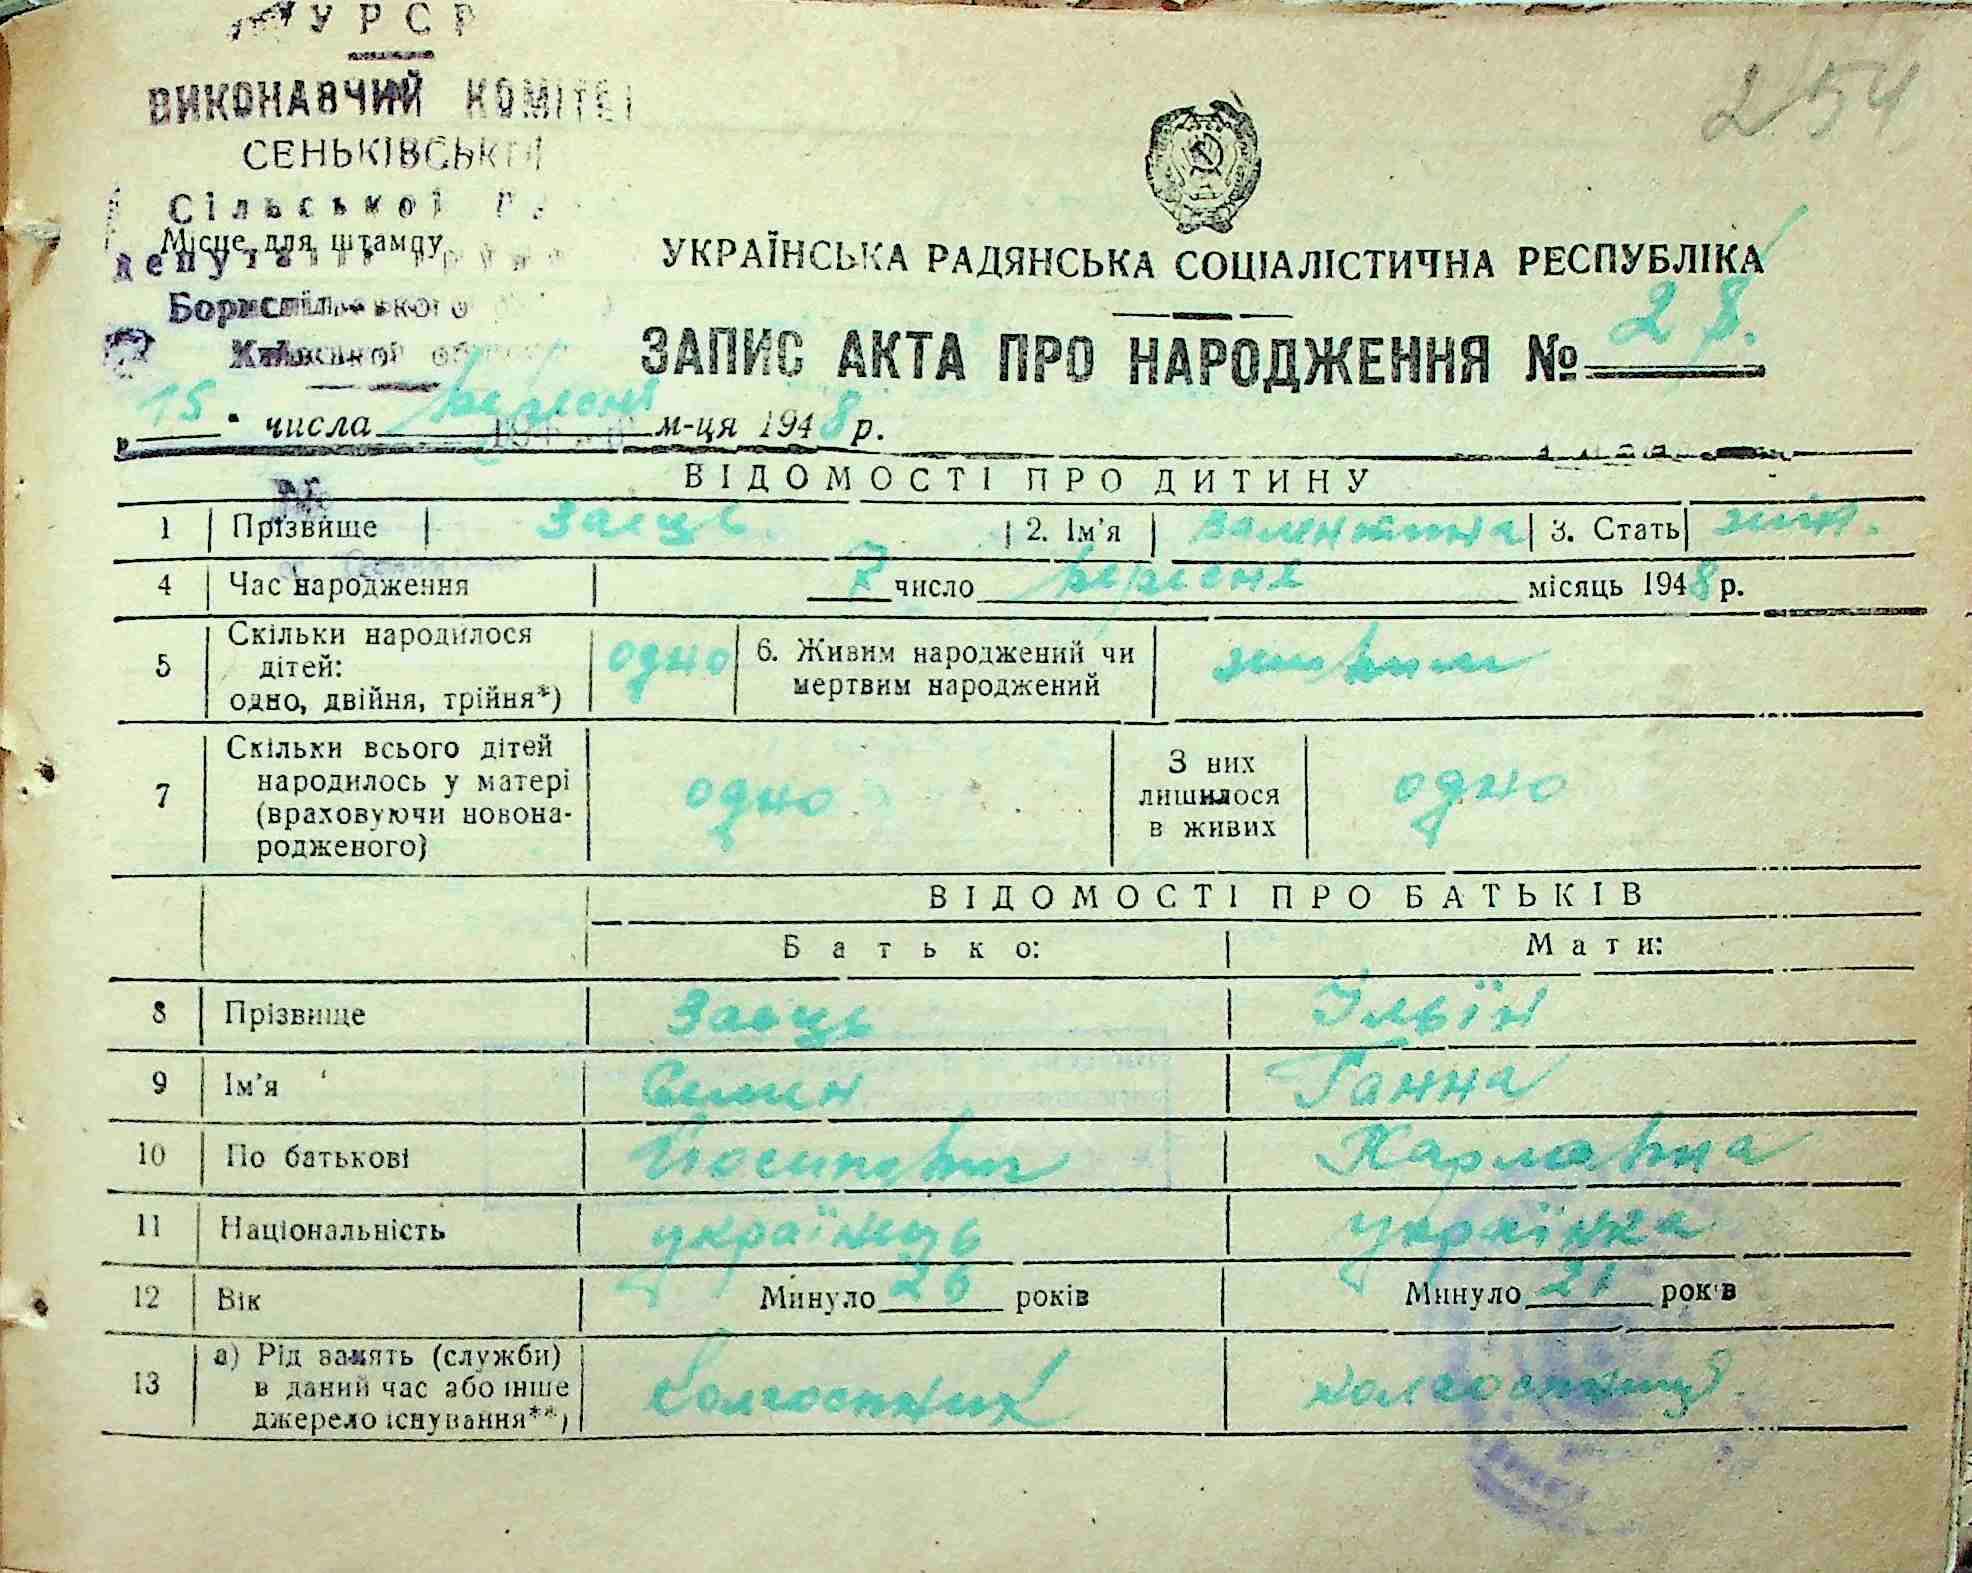 УРСР
ВИКОНАВЧИЙ КОМІТЕТ
СЕНЬКІВСЬКОЇ
Сільської
Місце для штампу
депутатів
Бориспільського
Київської
254
УКРАЇНСЬКА РАДЯНСЬКА СОЦІАЛІСТИЧНА РЕСПУБЛІКА
ЗАПИС АКТА ПРО НАРОДЖЕННЯ № 28.
15 " числа вересня м-ця 1948 р.
ВІДОМОСТІ ПРО ДИТИНУ
1 Прізвище Заєць. 2. Ім'я Валентина 3. Стать жін.
4 Час народження 7 число вересня місяць 1948 р.
5 Скільки народилося дітей: одно, двійня, трійня*) одно 6. Живим народжений чи мертвим народжений живим
7 Скільки всього дітей народилось у матері (враховуючи новонародженого) одно З них лишилося в живих одно
ВІДОМОСТІ ПРО БАТЬКІВ
Батько: Мати:
8 Прізвище Заєць Ільїн
9 Ім'я Семен Ганна
10 По батькові Йосипович Карповна
11 Національність українець українка
12 Вік Минуло 26 років Минуло 21 років
13 а) Рід занять (служби) в даний час або інше джерело існування**) колгоспник колгоспниця